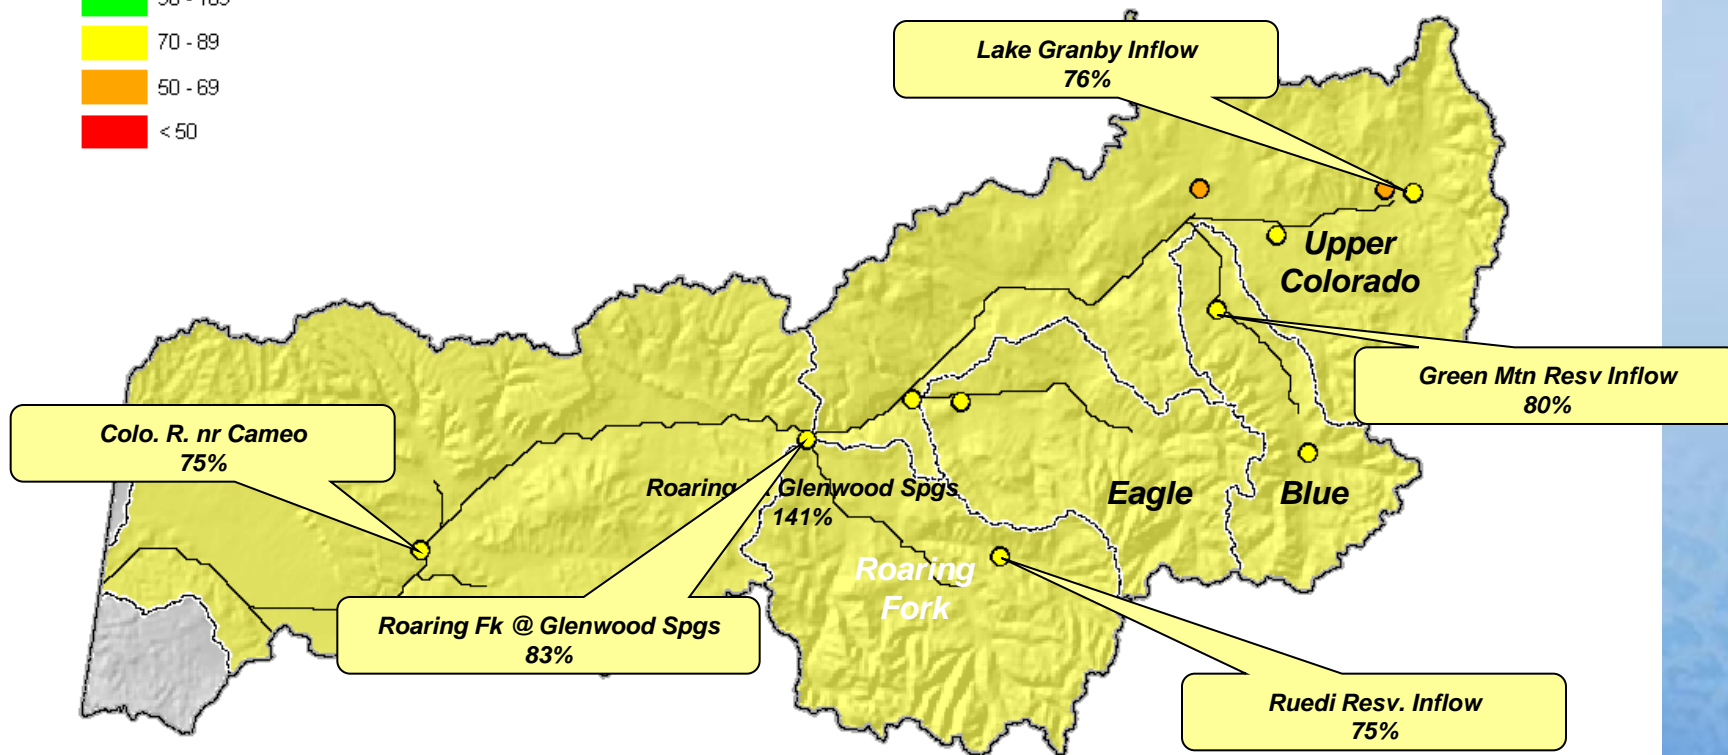 70 - 89
50 - 69
< 50
Lake Granby Inflow
76%
Upper
Colorado
Green Mtn Resv Inflow
80%
Colo. R. nr Cameo
75%
Roaring Glenwood Spgs
141%
Eagle
Blue
Roaring
Fork
Roaring Fk @ Glenwood Spgs
83%
Ruedi Resv. Inflow
75%